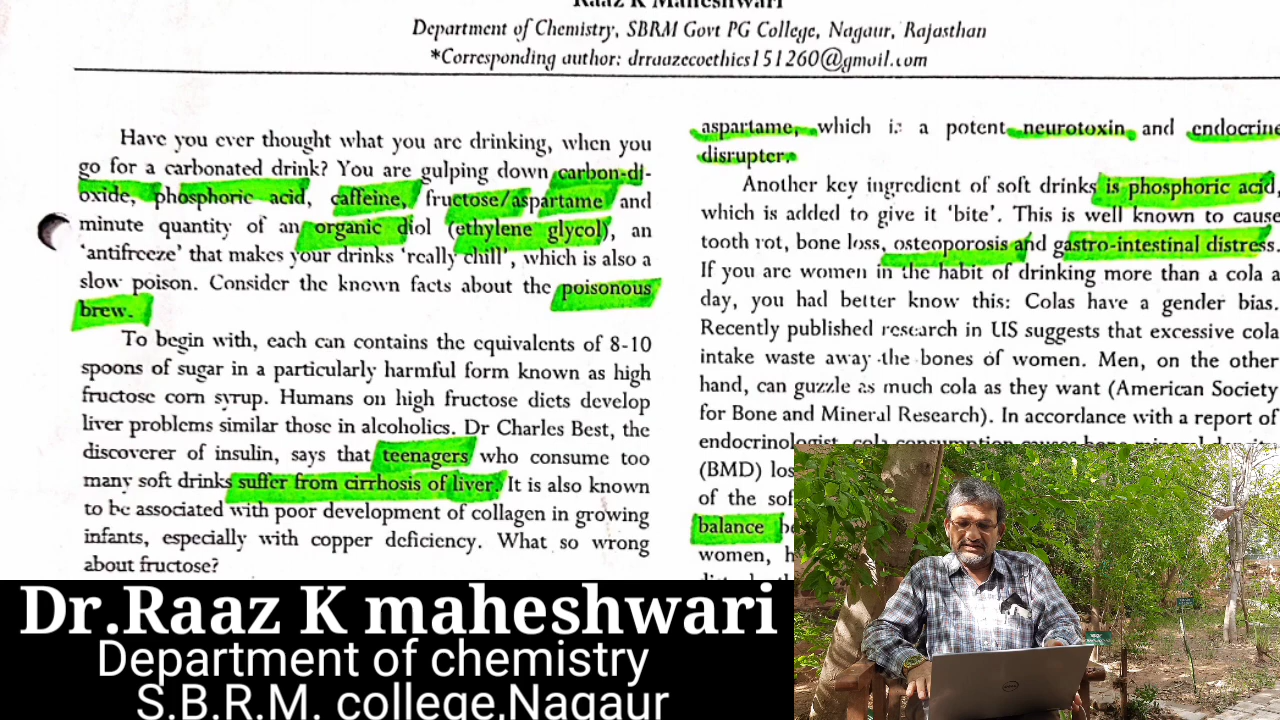 Raaz K Maheshwari
Department of Chemistry, SBRM Govt PG College, Nagaur, Rajasthan
*Corresponding author: drraazecoethics151260@gmail.com
Have you ever thought what you are drinking, when you
go for a carbonated drink? You are gulping down carbon-di-
oxide, phosphoric acid, caffeine, fructose/aspartame and
minute quantity of an organic diol (ethylene glycol), an
‘antifreeze’ that makes your drinks ‘really chill’, which is also a
slow poison. Consider the known facts about the poisonous
brew.
To begin with, each can contains the equivalents of 8-10
spoons of sugar in a particularly harmful form known as high
fructose corn syrup. Humans on high fructose diets develop
liver problems similar those in alcoholics. Dr Charles Best, the
discoverer of insulin, says that teenagers who consume too
many soft drinks suffer from cirrhosis of liver. It is also known
to be associated with poor development of collagen in growing
infants, especially with copper deficiency. What so wrong
about fructose?
aspartame, which is a potent neurotoxin and endocrine
disrupter.
Another key ingredient of soft drinks is phosphoric acid,
which is added to give it ‘bite’. This is well known to cause
tooth rot, bone loss, osteoporosis and gastro-intestinal distress.
If you are women in the habit of drinking more than a cola a
day, you had better know this: Colas have a gender bias.
Recently published research in US suggests that excessive cola
intake waste away the bones of women. Men, on the other
hand, can guzzle as much cola as they want (American Society
for Bone and Mineral Research). In accordance with a report of
endocrinologist, cola consumption causes bone mineral density
(BMD) los
of the sof
balance b
women, h
Dr.Raaz K maheshwari
Department of chemistry
S.B.R.M. college,Nagaur